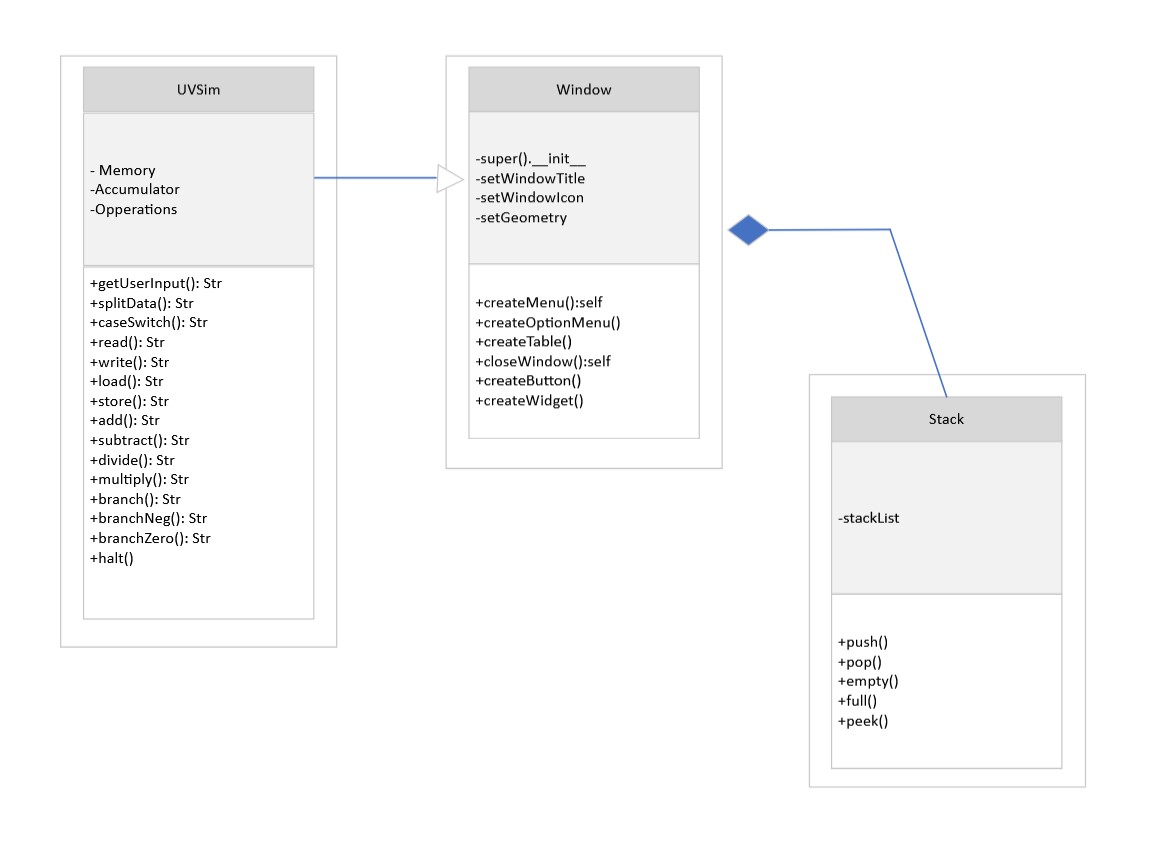 UVSim
- Memory
-Accumulator
-Opperations
+getUserInput(): Str
+splitData(): Str
+caseSwitch(): Str
+read(): Str
+write(): Str
+load(): Str
+store(): Str
+add(): Str
+subtract(): Str
+divide(): Str
+multiply(): Str
+branch(): Str
+branchNeg(): Str
+branchZero(): Str
+halt()
Window
-super().__init__
-setWindowTitle
-setWindowIcon
-setGeometry
+createMenu():self
+createOptionMenu()
+createTable()
+closeWindow():self
+createButton()
+createWidget()
Stack
-stackList
+push()
+pop()
+empty()
+full()
+peek()